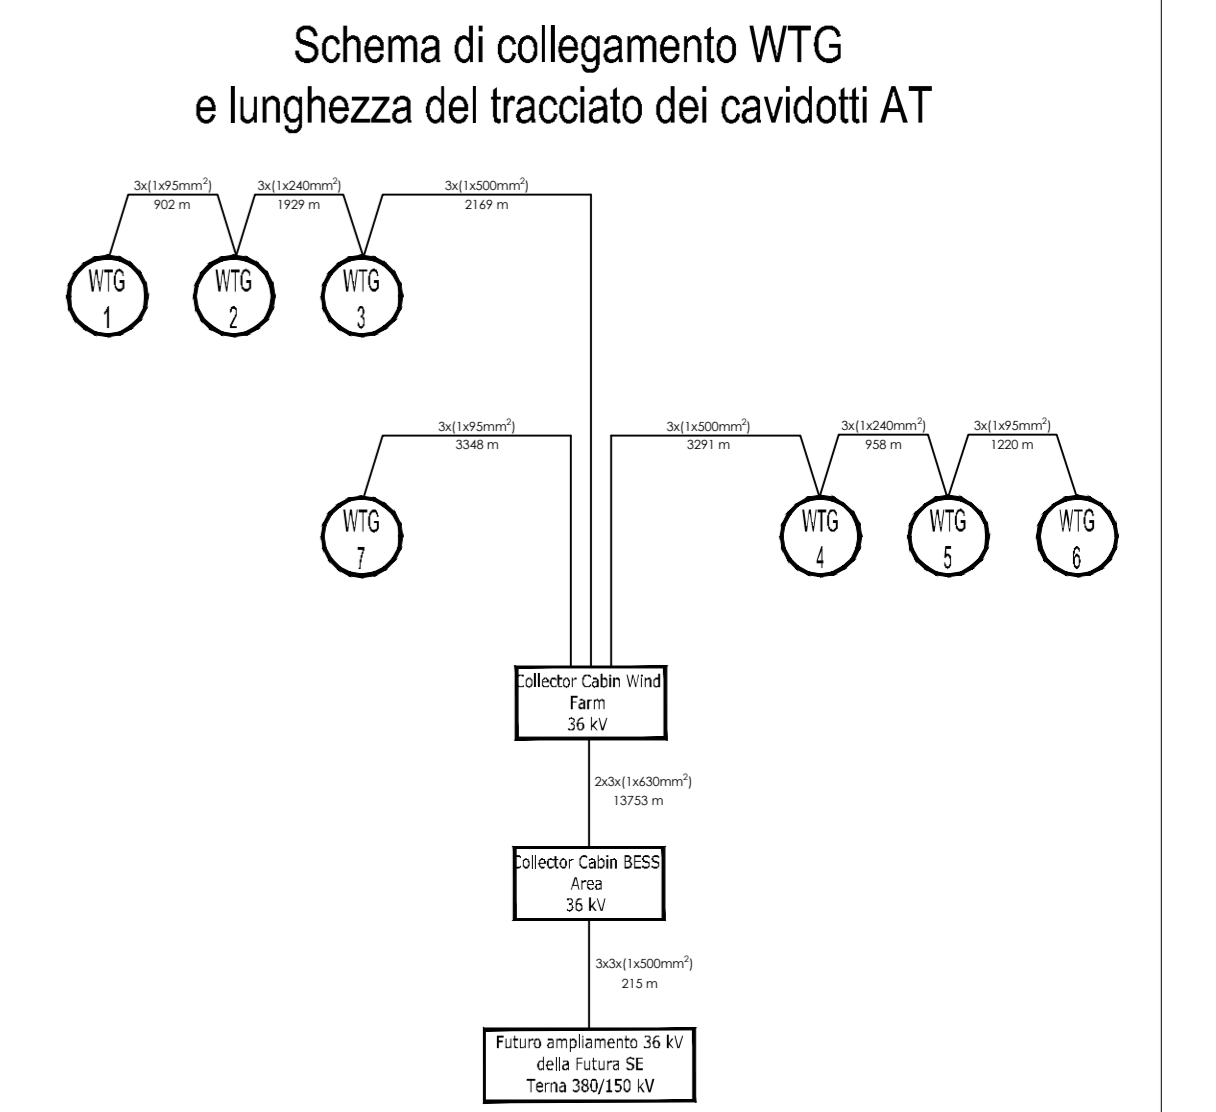 Schema di collegamento WTG
e lunghezza del tracciato dei cavidotti AT
3x(1x95mm²)
902 m
3x(1x240mm²)
1929 m
3x(1x500mm²)
2169 m
WTG
1
WTG
2
WTG
3
3x(1x95mm²)
3348 m
3x(1x500mm²)
3291 m
3x(1x240mm²)
958 m
3x(1x95mm²)
1220 m
WTG
7
WTG
4
WTG
5
WTG
6
Collector Cabin Wind
Farm
36 kV
2x3x(1x630mm²)
13753 m
Collector Cabin BESS
Area
36 kV
3x3x(1x500mm²)
215 m
Futuro ampliamento 36 kV
della Futura SE
Terna 380/150 kV